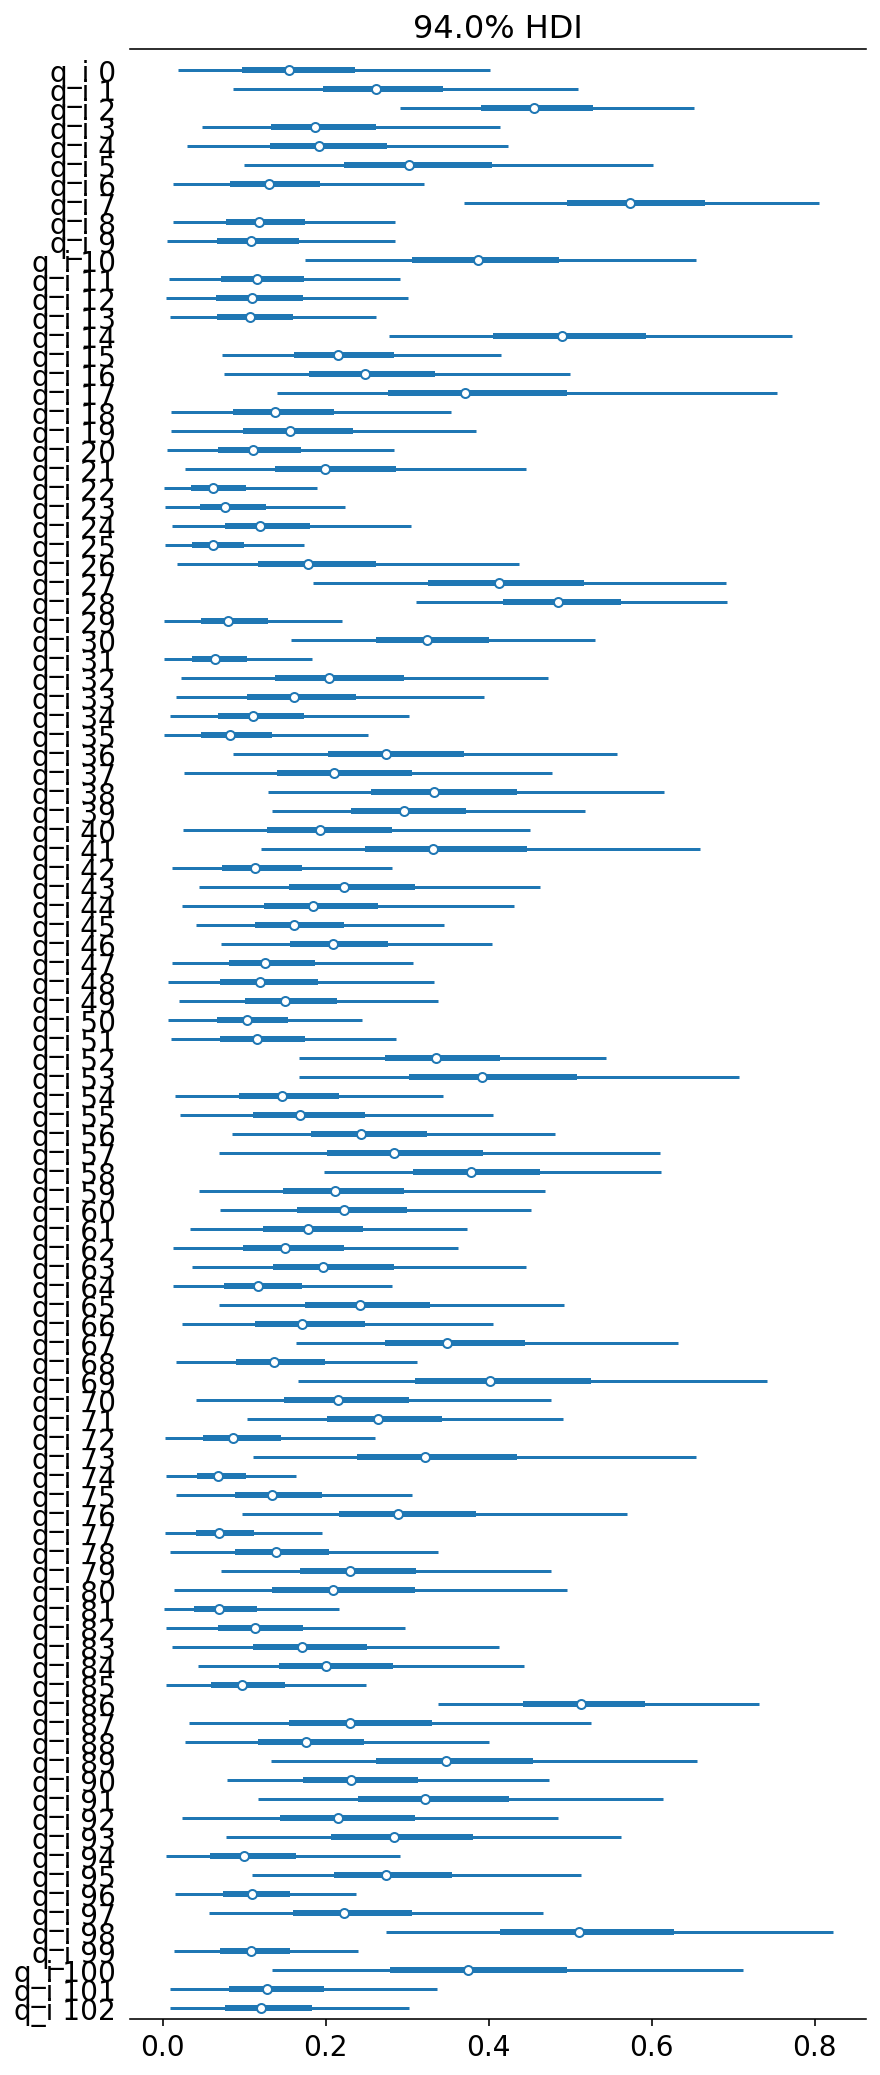 94.0% HDI
q_i 0
q_i 1
q_i 2
q_i 3
q_i 4
q_i 5
q_i 6
q_i 7
q_i 8
q_i 9
q_i 10
q_i 11
q_i 12
q_i 13
q_i 14
q_i 15
q_i 16
q_i 17
q_i 18
q_i 19
q_i 20
q_i 21
q_i 22
q_i 23
q_i 24
q_i 25
q_i 26
q_i 27
q_i 28
q_i 29
q_i 30
q_i 31
q_i 32
q_i 33
q_i 34
q_i 35
q_i 36
q_i 37
q_i 38
q_i 39
q_i 40
q_i 41
q_i 42
q_i 43
q_i 44
q_i 45
q_i 46
q_i 47
q_i 48
q_i 49
q_i 50
q_i 51
q_i 52
q_i 53
q_i 54
q_i 55
q_i 56
q_i 57
q_i 58
q_i 59
q_i 60
q_i 61
q_i 62
q_i 63
q_i 64
q_i 65
q_i 66
q_i 67
q_i 68
q_i 69
q_i 70
q_i 71
q_i 72
q_i 73
q_i 74
q_i 75
q_i 76
q_i 77
q_i 78
q_i 79
q_i 80
q_i 81
q_i 82
q_i 83
q_i 84
q_i 85
q_i 86
q_i 87
q_i 88
q_i 89
q_i 90
q_i 91
q_i 92
q_i 93
q_i 94
q_i 95
q_i 96
q_i 97
q_i 98
q_i 99
q_i 100
q_i 101
q_i 102
0.0 0.2 0.4 0.6 0.8